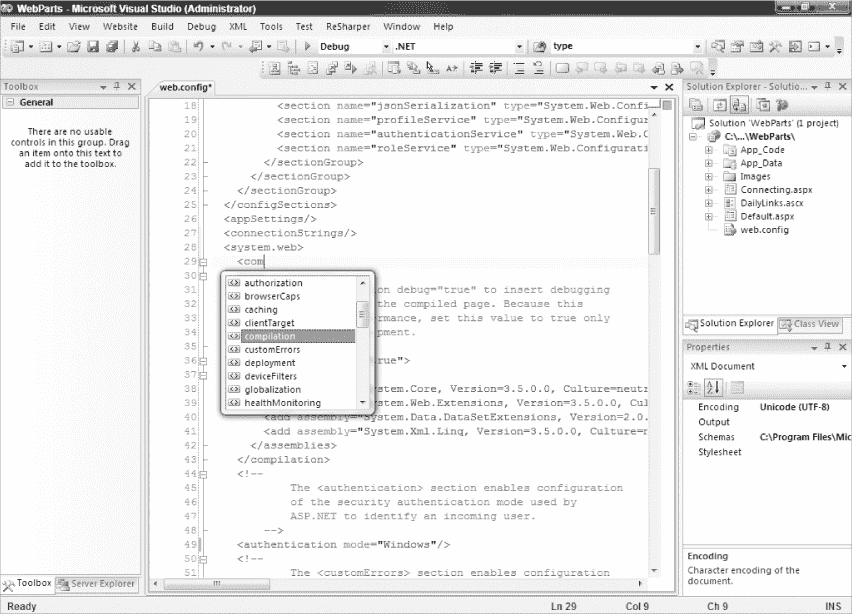 WebParts - Microsoft Visual Studio (Administrator)
File Edit View Website Build Debug XML Tools Test ReSharper Window Help
Debug .NET type
Toolbox
General
There are no usable
controls in this group. Drag
an item onto this text to
add it to the toolbox.
Toolbox Server Explorer
web.config*
18 <section name="jsonSerialization" type="System.Web.Confi
19 <section name="profileService" type="System.Web.Configur
20 <section name="authenticationService" type="System.Web.C
21 <section name="roleService" type="System.Web.Configurati
22 </sectionGroup>
23 </sectionGroup>
24 </sectionGroup>
25 </configSections>
26 <appSettings/>
27 <connectionStrings/>
28 <system.web>
29 <com
30
31 on debug="true" to insert debugging
32 the compiled page. Because this
33 rmance, set this value to true only
34 pment.
35
36 rue">
37
38 ystem.Core, Version=3.5.0.0, Culture=neutr
39 ystem.Web.Extensions, Version=3.5.0.0, Cul
40 <add assembly="System.Data.DataSetExtensions, Version=2.0.
41 <add assembly="System.Xml.Linq, Version=3.5.0.0, Culture=n
42 </assemblies>
43 </compilation>
44 <!--
45 The <authentication> section enables configuration
46 of the security authentication mode used by
47 ASP.NET to identify an incoming user.
48 -->
49 <authentication mode="Windows"/>
50 <!--
51 The <customErrors> section enables configuration
authorization
browserCaps
caching
clientTarget
compilation
customErrors
deployment
deviceFilters
globalization
healthMonitoring
Solution Explorer - Solutio...
Solution 'WebParts' (1 project)
C:\...\WebParts\
App_Code
App_Data
Images
Connecting.aspx
DailyLinks.ascx
Default.aspx
web.config
Solution Explorer Class View
Properties
XML Document
Encoding Unicode (UTF-8)
Output
Schemas C:\Program Files\Mic
Stylesheet
Encoding
Character encoding of the
document.
Ready Ln 29 Col 9 Ch 9 INS